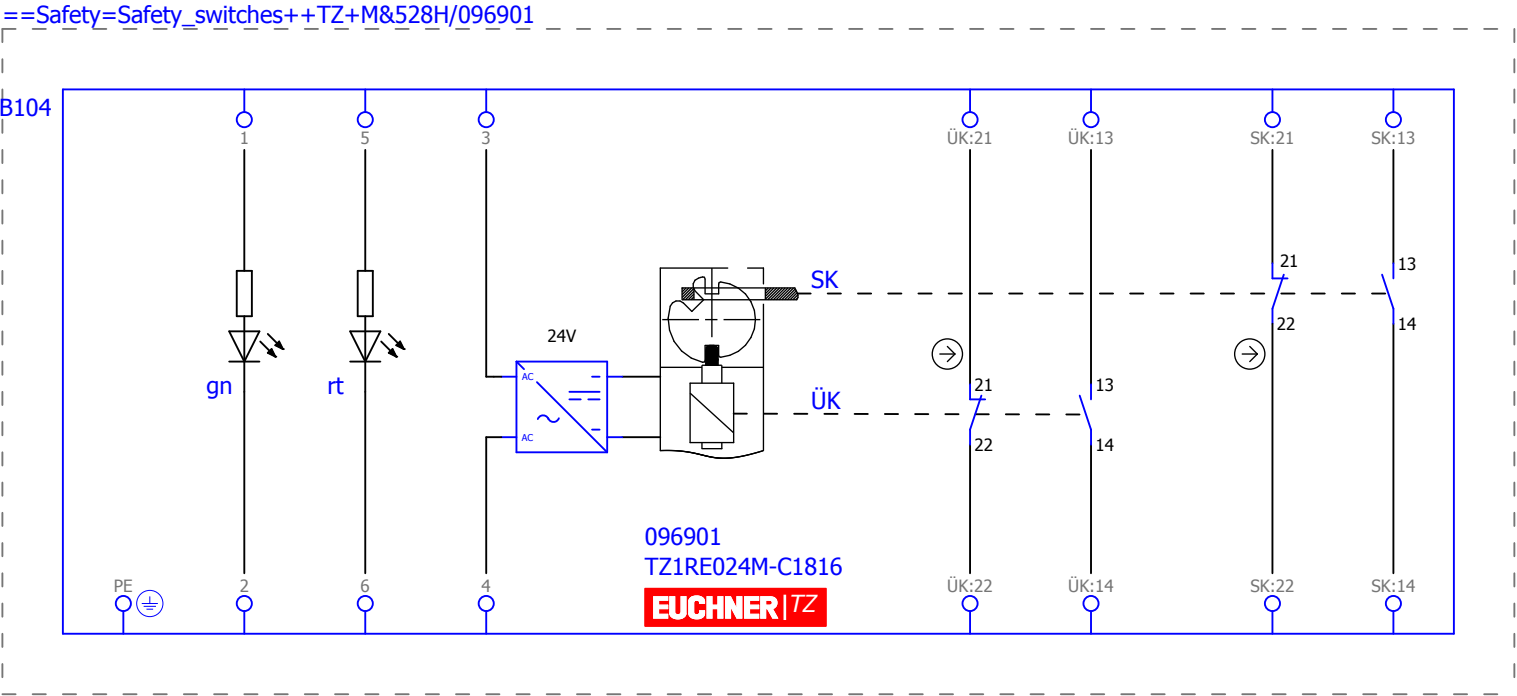 ==Safety=Safety_switches++TZ+M&528H/096901
B104
1 5 3 ÜK:21 ÜK:13 SK:21 SK:13
SK
21 13
22 14
24V
AC
gn rt
ÜK
21 13
AC
22 14
096901
TZ1RE024M-C1816
EUCHNER|TZ
PE 2 6 4 ÜK:22 ÜK:14 SK:22 SK:14